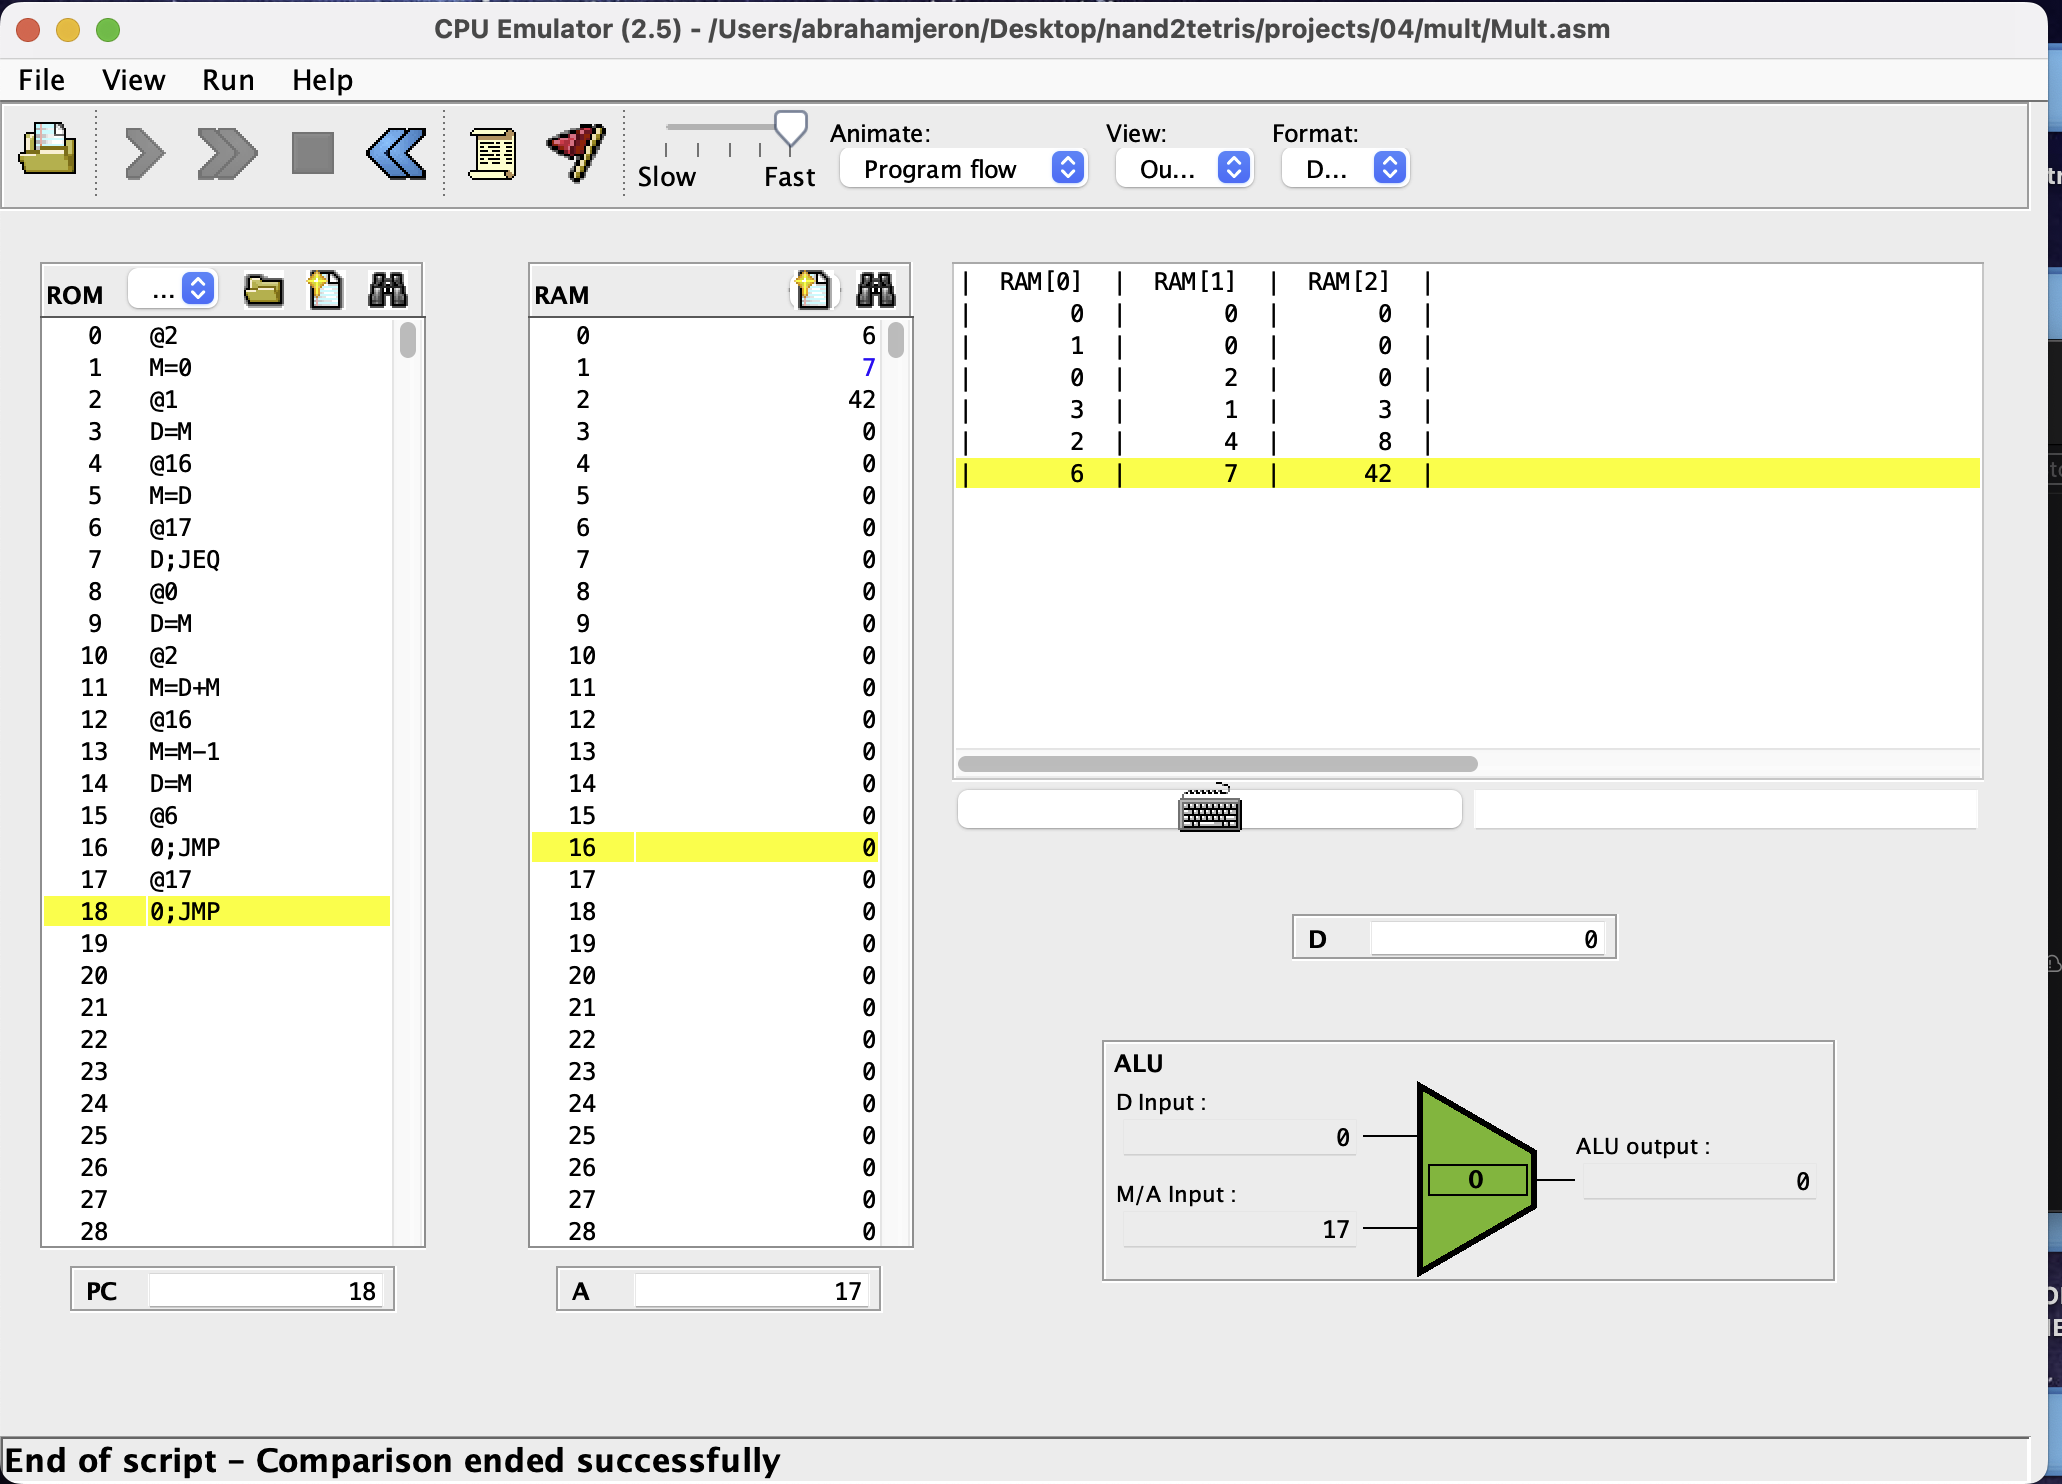 CPU Emulator (2.5) - /Users/abrahamjeron/Desktop/nand2tetris/projects/04/mult/Mult.asm
File View Run Help
Slow Fast
Animate:
Program flow
View:
Ou...
Format:
D...
ROM ...
0 @2
1 M=0
2 @1
3 D=M
4 @16
5 M=D
6 @17
7 D;JEQ
8 @0
9 D=M
10 @2
11 M=D+M
12 @16
13 M=M-1
14 D=M
15 @6
16 0;JMP
17 @17
18 0;JMP
19
20
21
22
23
24
25
26
27
28
PC 18
RAM
0 6
1 7
2 42
3 0
4 0
5 0
6 0
7 0
8 0
9 0
10 0
11 0
12 0
13 0
14 0
15 0
16 0
17 0
18 0
19 0
20 0
21 0
22 0
23 0
24 0
25 0
26 0
27 0
28 0
A 17
| RAM[0] | RAM[1] | RAM[2] |
| 0 | 0 | 0 |
| 1 | 0 | 0 |
| 0 | 2 | 0 |
| 3 | 1 | 3 |
| 2 | 4 | 8 |
| 6 | 7 | 42 |
D 0
ALU
D Input :
0
M/A Input :
17
0
ALU output :
0
End of script - Comparison ended successfully